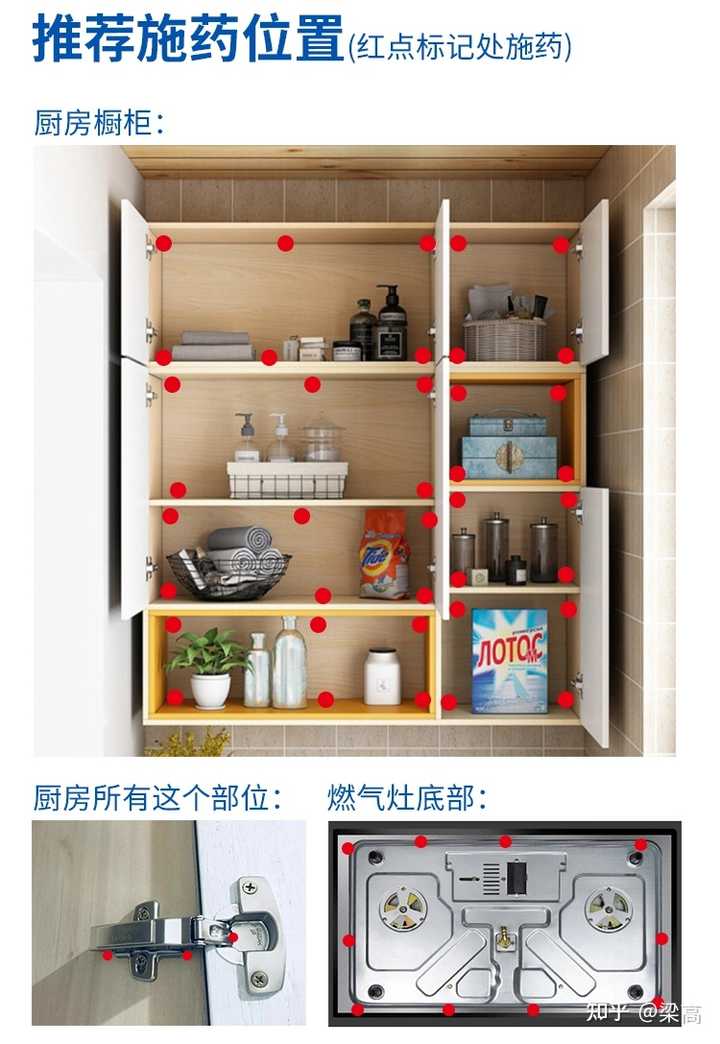 推荐施药位置(红点标记处施药)
厨房橱柜：
Tide
ЛОТОС
М
厨房所有这个部位：
燃气灶底部：
知乎 @梁高